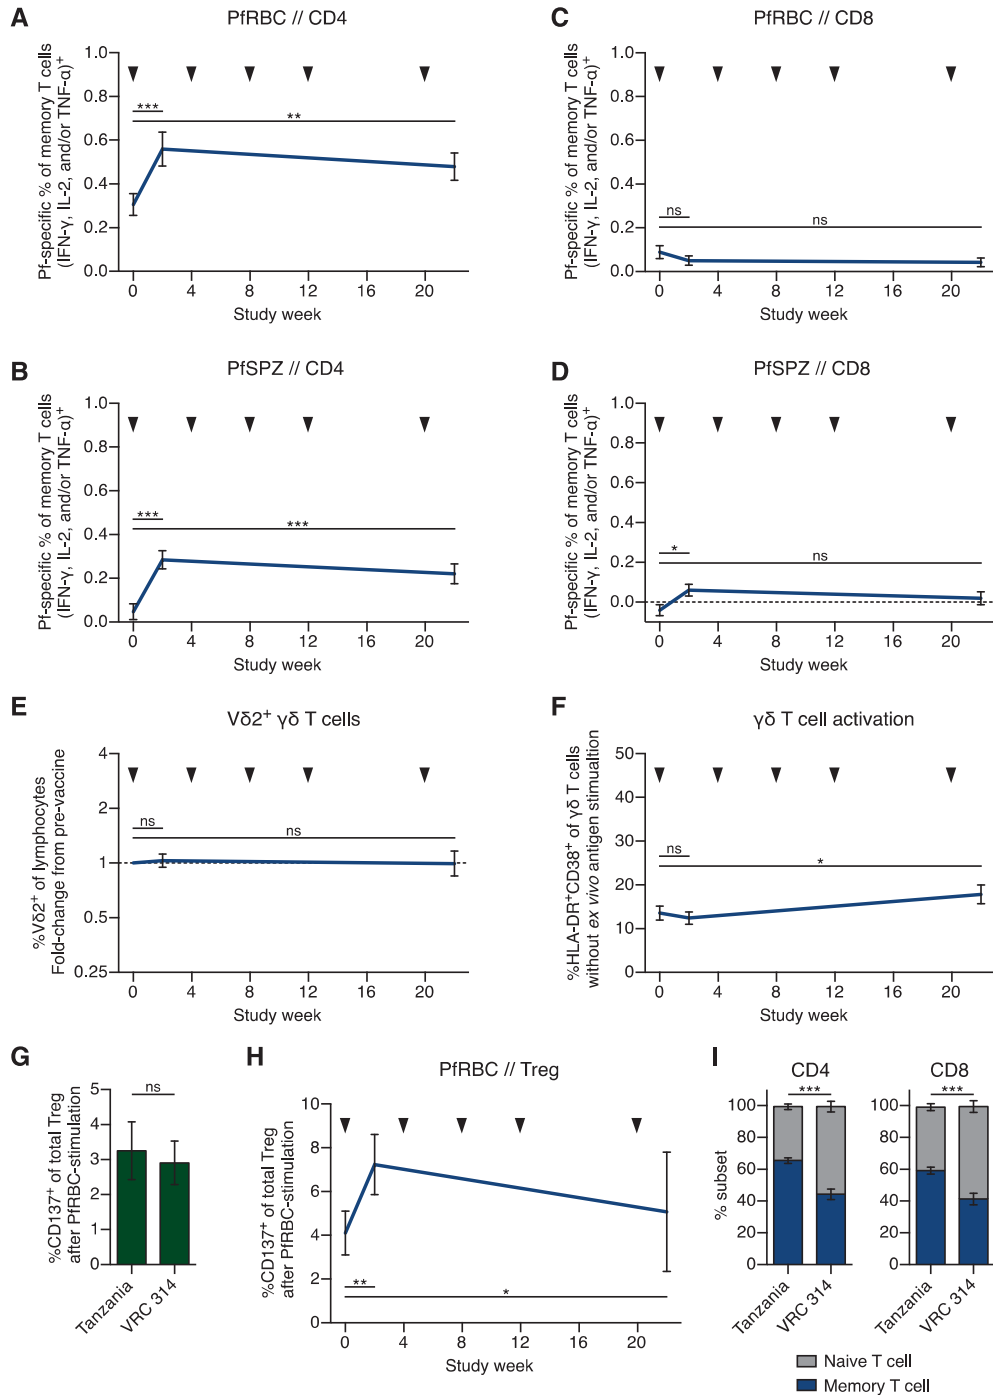 A
PfRBC // CD4
Pf-specific % of memory T cells
(IFN-γ, IL-2, and/or TNF-α)+
1.0
0.8
0.6
0.4
0.2
0.0
***
**
0 4 8 12 16 20
Study week
C
PfRBC // CD8
Pf-specific % of memory T cells
(IFN-γ, IL-2, and/or TNF-α)+
1.0
0.8
0.6
0.4
0.2
0.0
ns
ns
0 4 8 12 16 20
Study week
B
PfSPZ // CD4
Pf-specific % of memory T cells
(IFN-γ, IL-2, and/or TNF-α)+
1.0
0.8
0.6
0.4
0.2
0.0
***
***
0 4 8 12 16 20
Study week
D
PfSPZ // CD8
Pf-specific % of memory T cells
(IFN-γ, IL-2, and/or TNF-α)+
1.0
0.8
0.6
0.4
0.2
0.0
*
ns
0 4 8 12 16 20
Study week
E
Vδ2+ γδ T cells
%Vδ2+ of lymphocytes
Fold-change from pre-vaccine
4
2
1
0.5
0.25
ns
ns
0 4 8 12 16 20
Study week
F
γδ T cell activation
%HLA-DR+CD38+ of γδ T cells
without ex vivo antigen stimualtion
50
40
30
20
10
0
ns
*
0 4 8 12 16 20
Study week
G
%CD137+ of total Treg
after PfRBC-stimulation
5
4
3
2
1
0
ns
Tanzania
VRC 314
H
PfRBC // Treg
%CD137+ of total Treg
after PfRBC-stimulation
10
8
6
4
2
0
**
*
0 4 8 12 16 20
Study week
I
CD4
% subset
100
80
60
40
20
0
***
Tanzania
VRC 314
CD8
100
80
60
40
20
0
***
Tanzania
VRC 314
Naive T cell
Memory T cell